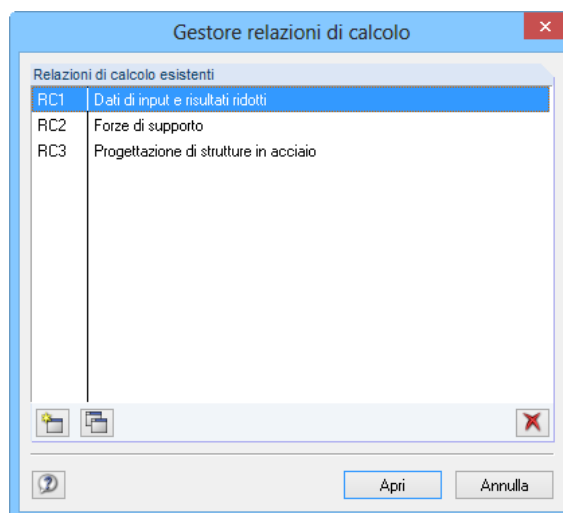 Gestore relazioni di calcolo
Relazioni di calcolo esistenti
RC1 Dati di input e risultati ridotti
RC2 Forze di supporto
RC3 Progettazione di strutture in acciaio
Apri Annulla